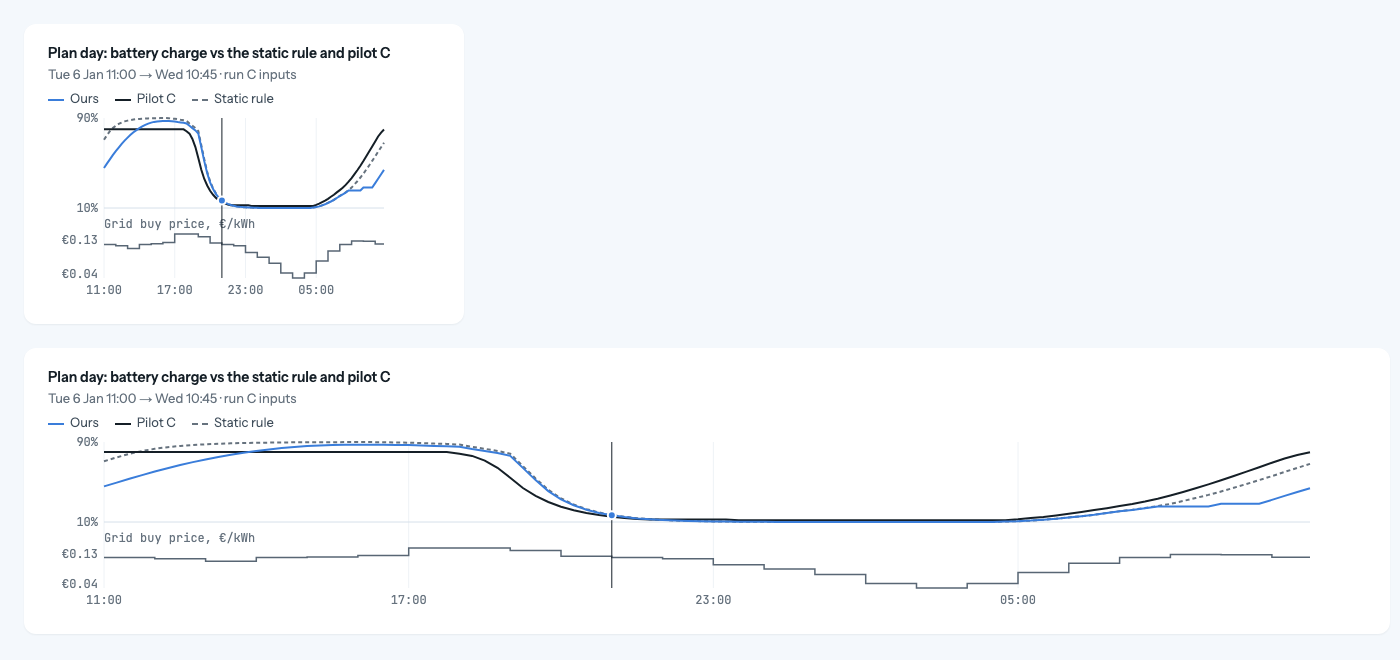 Plan day: battery charge vs the static rule and pilot C
Tue 6 Jan 11:00 → Wed 10:45 · run C inputs
Ours Pilot C Static rule
90%
10%
Grid buy price, €/kWh
€0.13
€0.04
11:00 17:00 23:00 05:00
Plan day: battery charge vs the static rule and pilot C
Tue 6 Jan 11:00 → Wed 10:45 · run C inputs
Ours Pilot C Static rule
90%
10%
Grid buy price, €/kWh
€0.13
€0.04
11:00 17:00 23:00 05:00